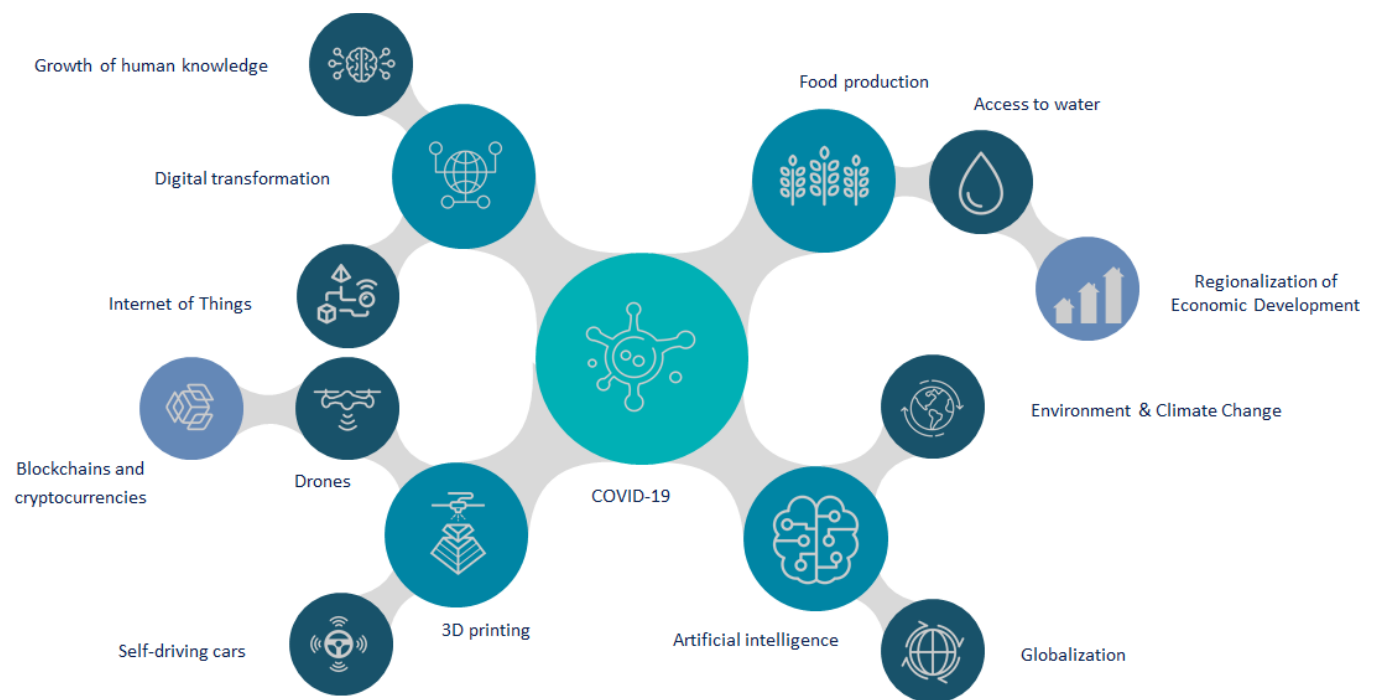 Growth of human knowledge
Food production
Access to water
Digital transformation
Regionalization of
Economic Development
Internet of Things
Environment & Climate Change
Blockchains and
cryptocurrencies
Drones
COVID-19
3D printing
Artificial intelligence
Self-driving cars
Globalization